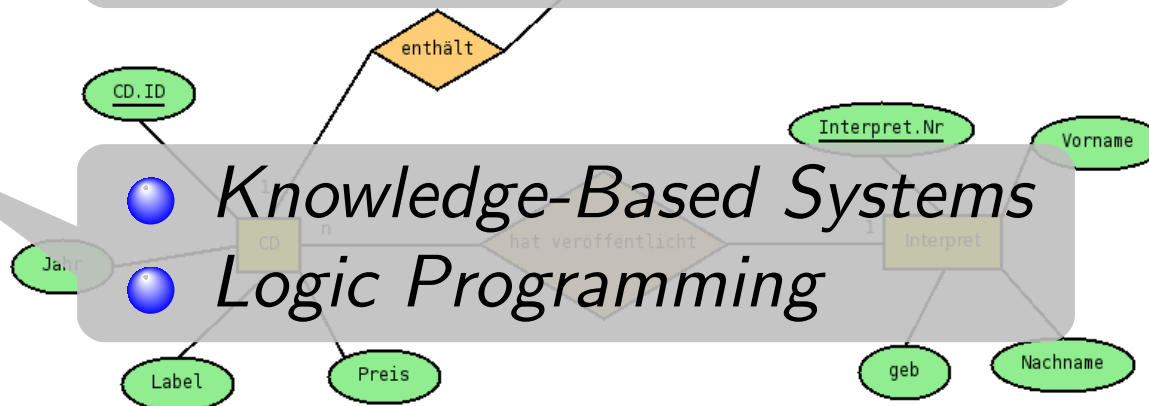 enthält
CD.ID
Interpret.Nr
Vorname
Knowledge-Based Systems
1
n
1
CD
hat veröffentlicht
Interpret
Jahr
Logic Programming
Label
Preis
geb
Nachname